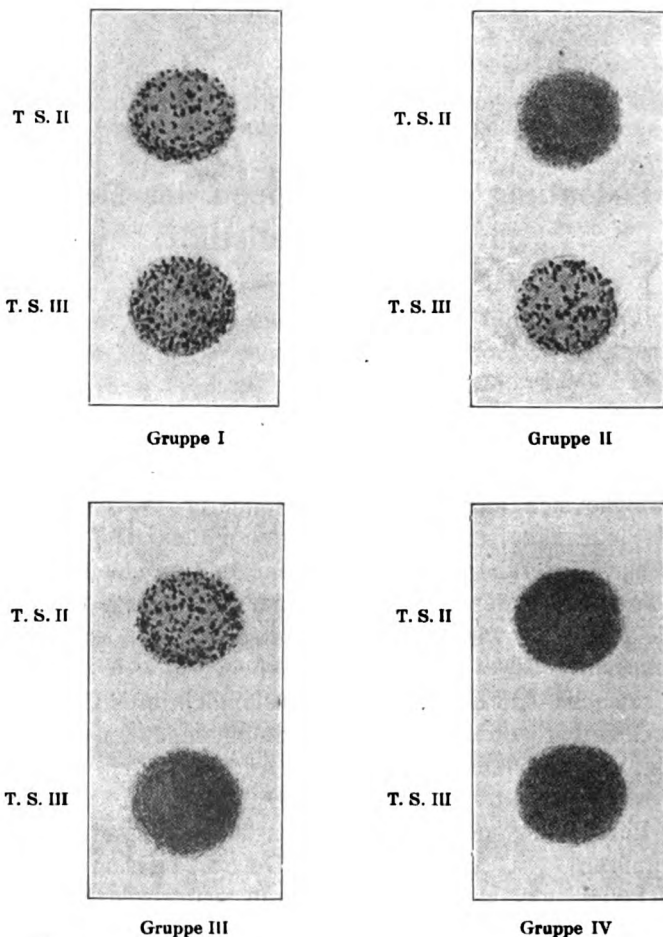 T S. II
T. S. II
T. S. III
T. S. III
Gruppe I
Gruppe II
T. S. II
T. S. II
T. S. III
T. S. III
Gruppe III
Gruppe IV